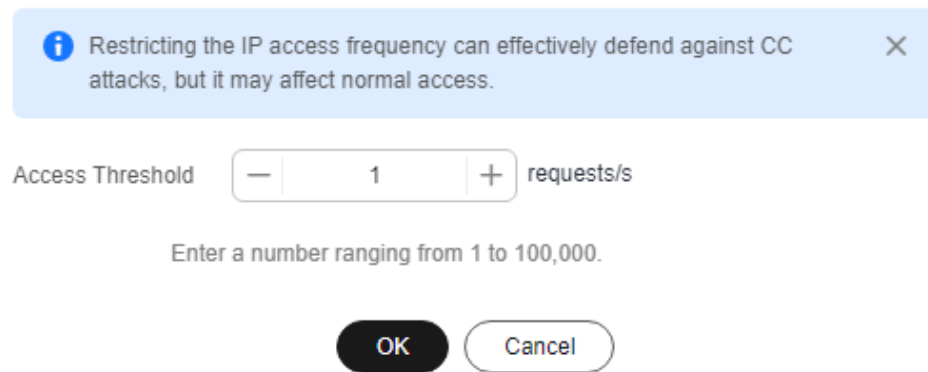 Restricting the IP access frequency can effectively defend against CC
attacks, but it may affect normal access.
Access Threshold 1 requests/s
Enter a number ranging from 1 to 100,000.
OK Cancel